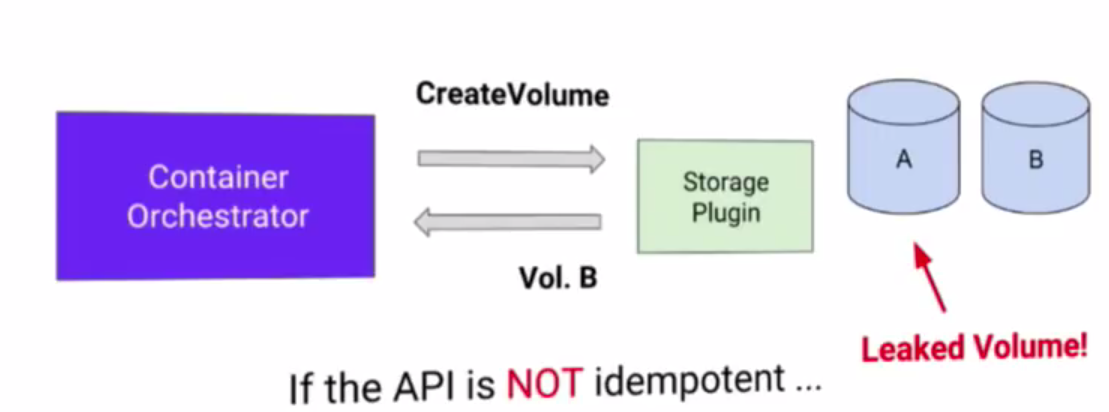 CreateVolume
Container
Orchestrator
Storage
Plugin
A
B
Vol. B
Leaked Volume!
If the API is NOT idempotent ...